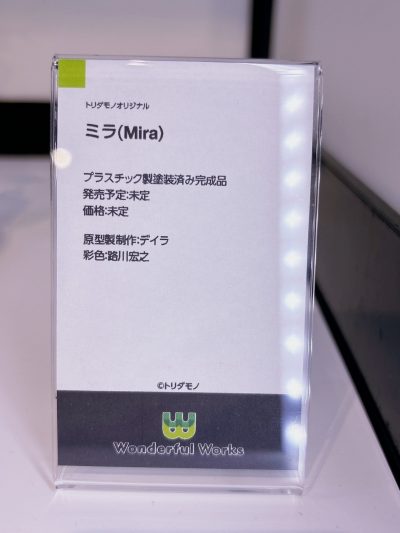 トリダモノオリジナル
ミラ(Mira)
プラスチック製塗装済み完成品
発売予定:未定
価格:未定
原型製制作:デイラ
彩色:路川宏之
©トリダモノ
W
Wonderful Works